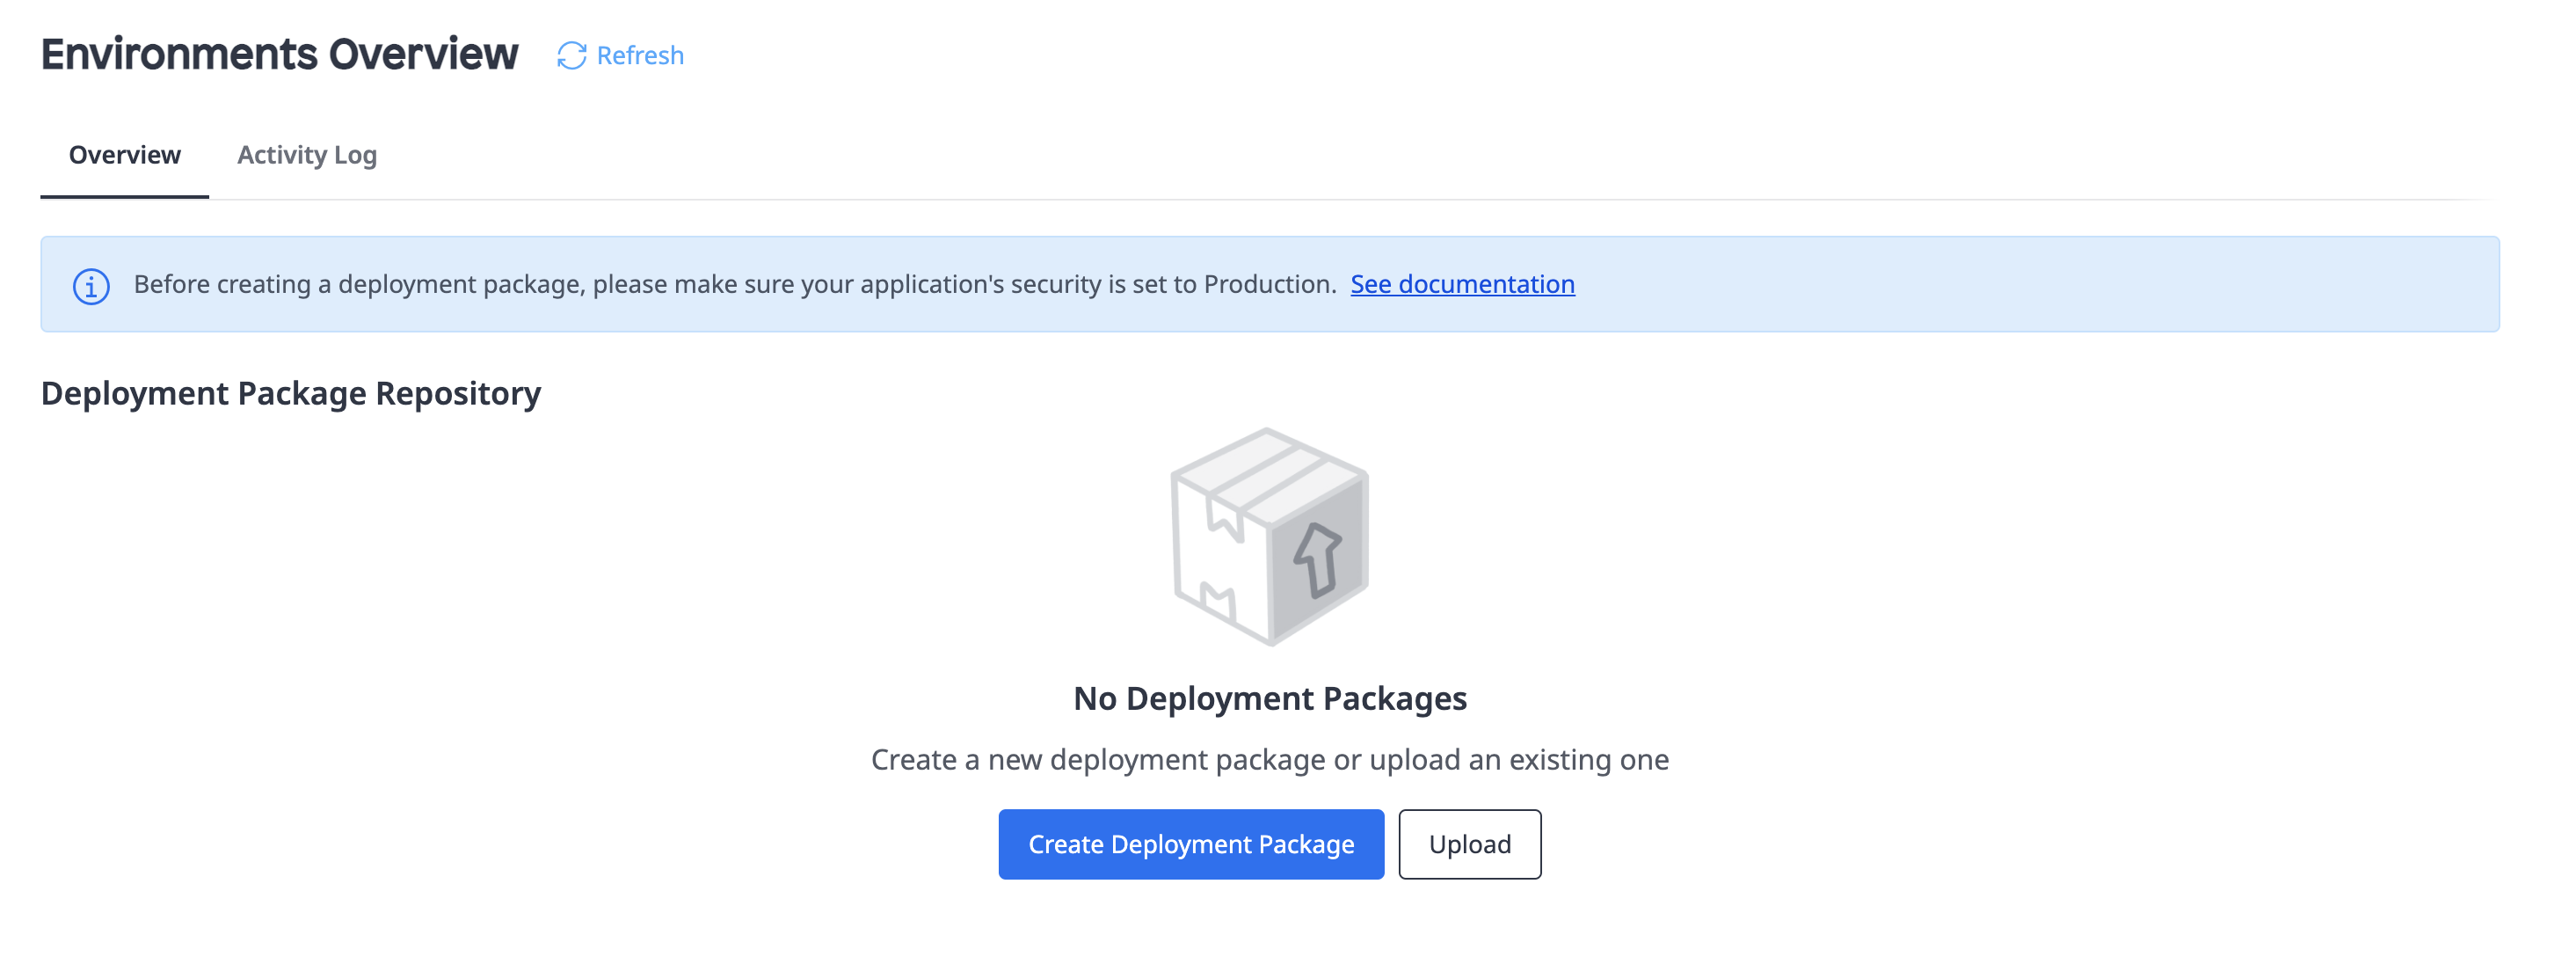 Environments Overview
Refresh
Overview
Activity Log
Before creating a deployment package, please make sure your application's security is set to Production. See documentation
Deployment Package Repository
No Deployment Packages
Create a new deployment package or upload an existing one
Create Deployment Package
Upload